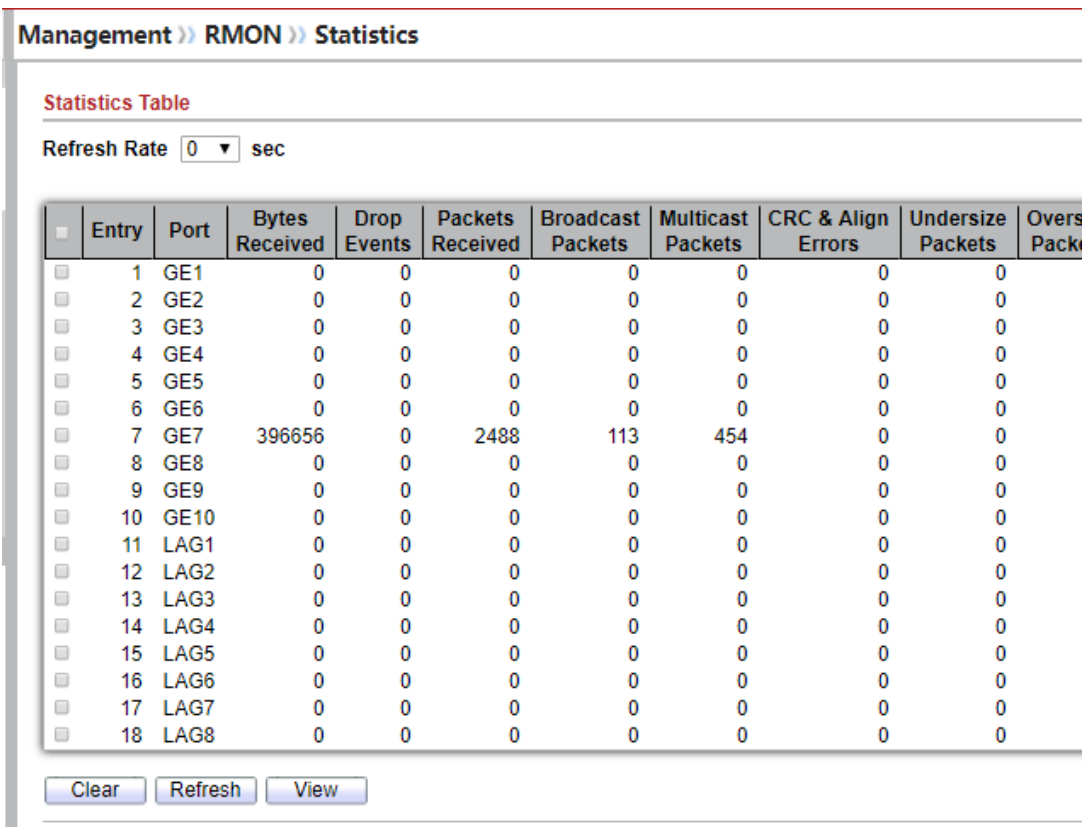 Management » RMON » Statistics
Statistics Table
Refresh Rate 0 ▼ sec
Entry Port Bytes Received Drop Events Packets Received Broadcast Packets Multicast Packets CRC & Align Errors Undersize Packets
1 GE1 0 0 0 0 0 0 0
2 GE2 0 0 0 0 0 0 0
3 GE3 0 0 0 0 0 0 0
4 GE4 0 0 0 0 0 0 0
5 GE5 0 0 0 0 0 0 0
6 GE6 0 0 0 0 0 0 0
7 GE7 396656 0 2488 113 454 0 0
8 GE8 0 0 0 0 0 0 0
9 GE9 0 0 0 0 0 0 0
10 GE10 0 0 0 0 0 0 0
11 LAG1 0 0 0 0 0 0 0
12 LAG2 0 0 0 0 0 0 0
13 LAG3 0 0 0 0 0 0 0
14 LAG4 0 0 0 0 0 0 0
15 LAG5 0 0 0 0 0 0 0
16 LAG6 0 0 0 0 0 0 0
17 LAG7 0 0 0 0 0 0 0
18 LAG8 0 0 0 0 0 0 0
Clear Refresh View